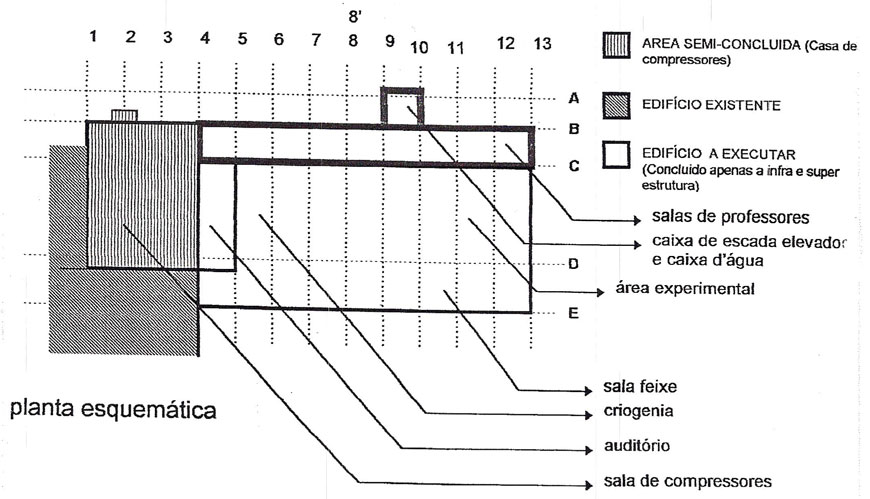 8'
1 2 3 4 5 6 7 8 9 10 11 12 13
A
B
C
D
E
AREA SEMI-CONCLUIDA (Casa de
compressores)
EDIFÍCIO EXISTENTE
EDIFÍCIO A EXECUTAR
(Concluido apenas a infra e super
estrutura)
salas de professores
caixa de escada elevador
e caixa d'água
área experimental
sala feixe
criogenia
auditório
sala de compressores
planta esquemática